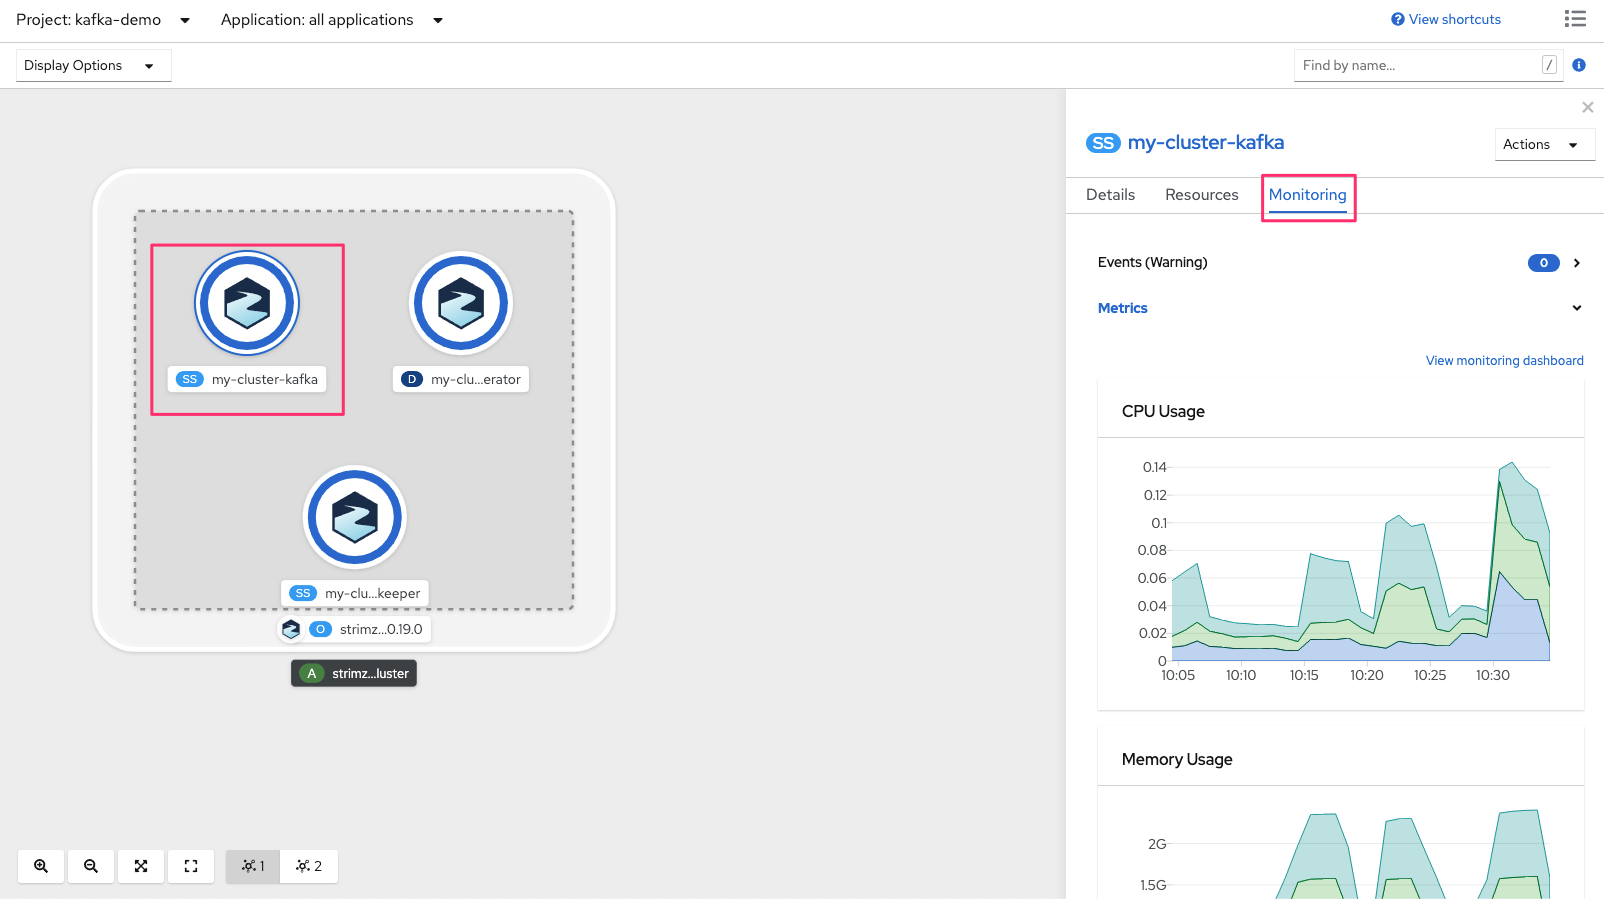 Project: kafka-demo
Application: all applications
View shortcuts
Display Options
Find by name...
/
SS my-cluster-kafka
Actions
Details
Resources
Monitoring
Events (Warning)
0
Metrics
View monitoring dashboard
CPU Usage
0.14
0.12
0.1
0.08
0.06
0.04
0.02
0
10:05
10:10
10:15
10:20
10:25
10:30
Memory Usage
2G
1.5G
SS my-cluster-kafka
D my-clu...erator
SS my-clu...keeper
O strimz...0.19.0
A strimz...luster
1
2